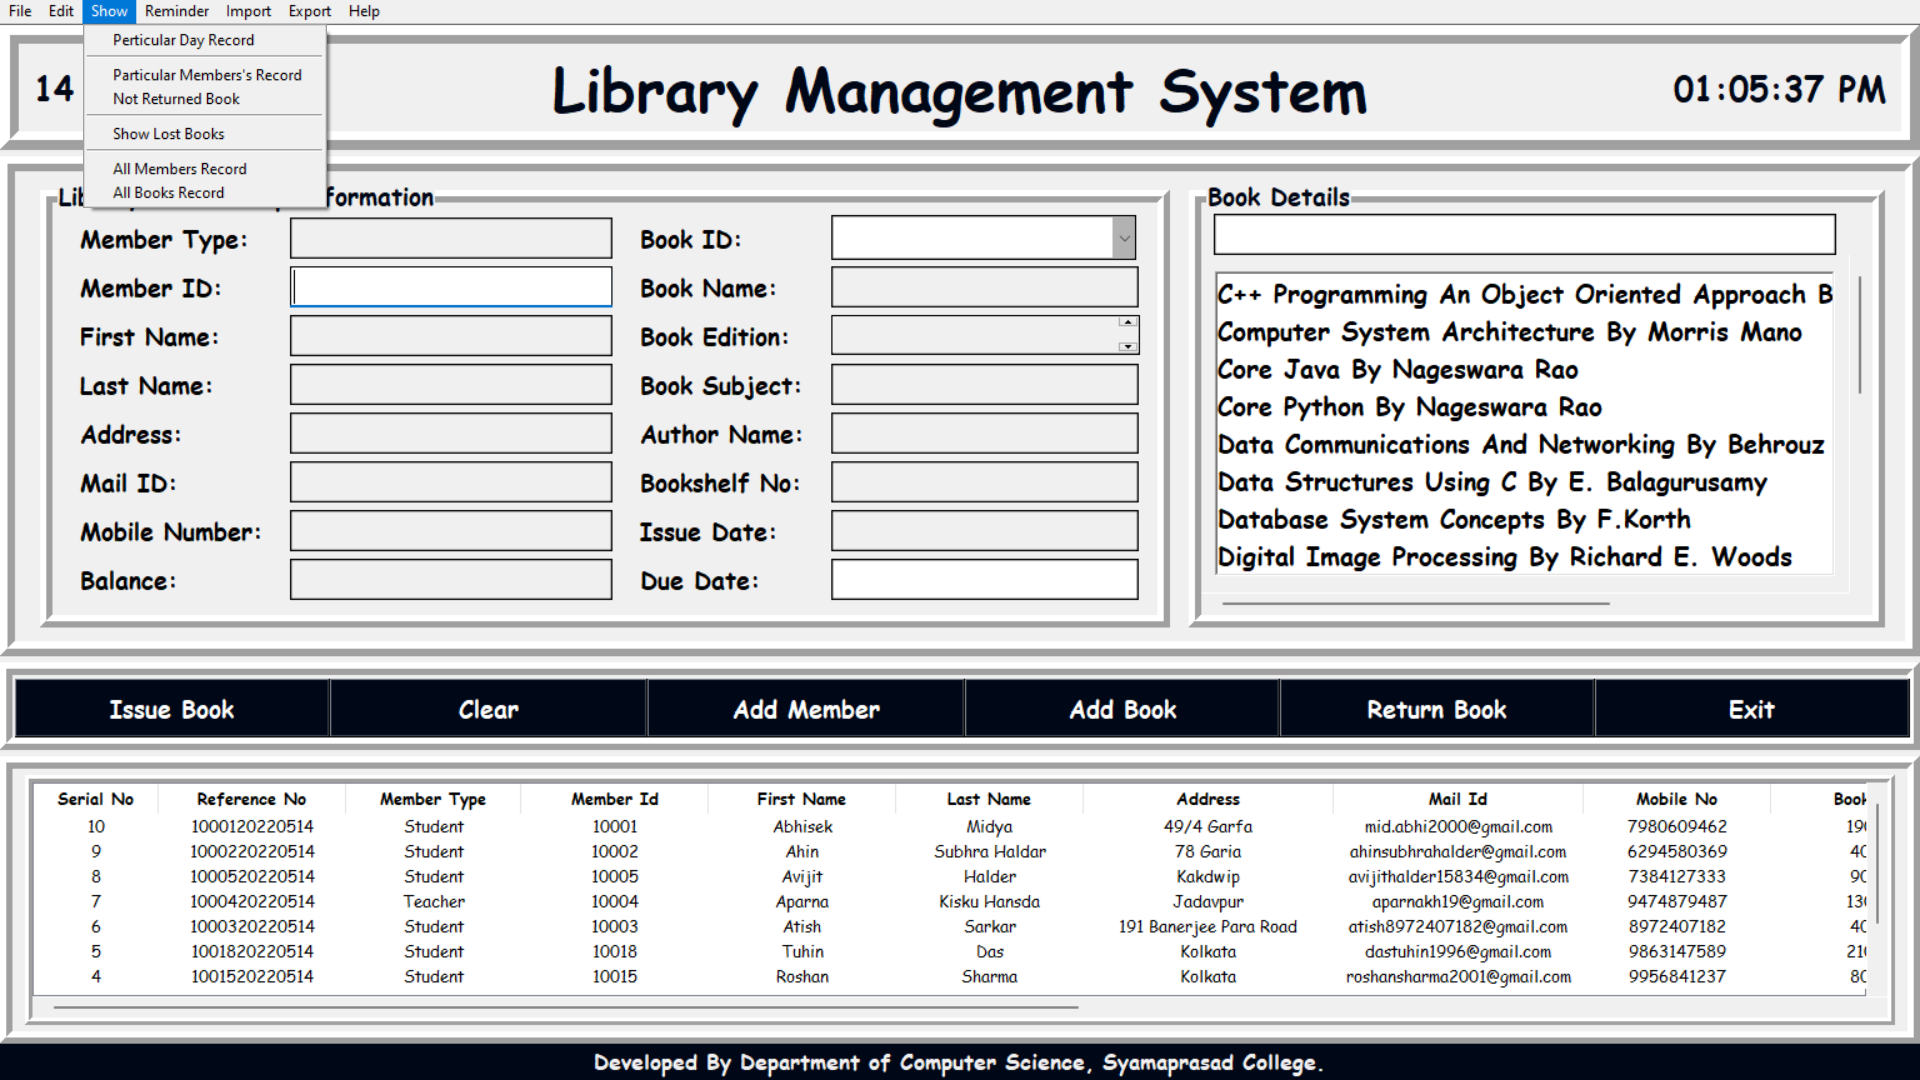 File Edit Show Reminder Import Export Help
Perticular Day Record
Particular Members's Record
Not Returned Book
Show Lost Books
All Members Record
All Books Record
14
Library Management System
01:05:37 PM
formation
Member Type:
Member ID:
First Name:
Last Name:
Address:
Mail ID:
Mobile Number:
Balance:
Book ID:
Book Name:
Book Edition:
Book Subject:
Author Name:
Bookshelf No:
Issue Date:
Due Date:
Book Details
C++ Programming An Object Oriented Approach B
Computer System Architecture By Morris Mano
Core Java By Nageswara Rao
Core Python By Nageswara Rao
Data Communications And Networking By Behrouz
Data Structures Using C By E. Balagurusamy
Database System Concepts By F.Korth
Digital Image Processing By Richard E. Woods
Issue Book Clear Add Member Add Book Return Book Exit
Serial No Reference No Member Type Member Id First Name Last Name Address Mail Id Mobile No Book
10 1000120220514 Student 10001 Abhisek Midya 49/4 Garfa mid.abhi2000@gmail.com 7980609462 190
9 1000220220514 Student 10002 Ahin Subhra Haldar 78 Garia ahinsubhrahalder@gmail.com 6294580369 40
8 1000520220514 Student 10005 Avijit Halder Kakdwip avijithalder15834@gmail.com 7384127333 90
7 1000420220514 Teacher 10004 Aparna Kisku Hansda Jadavpur aparnakh19@gmail.com 9474879487 130
6 1000320220514 Student 10003 Atish Sarkar 191 Banerjee Para Road atish8972407182@gmail.com 8972407182 40
5 1001820220514 Student 10018 Tuhin Das Kolkata dastuhin1996@gmail.com 9863147589 210
4 1001520220514 Student 10015 Roshan Sharma Kolkata roshansharma2001@gmail.com 9956841237 80
Developed By Department of Computer Science, Syamaprasad College.